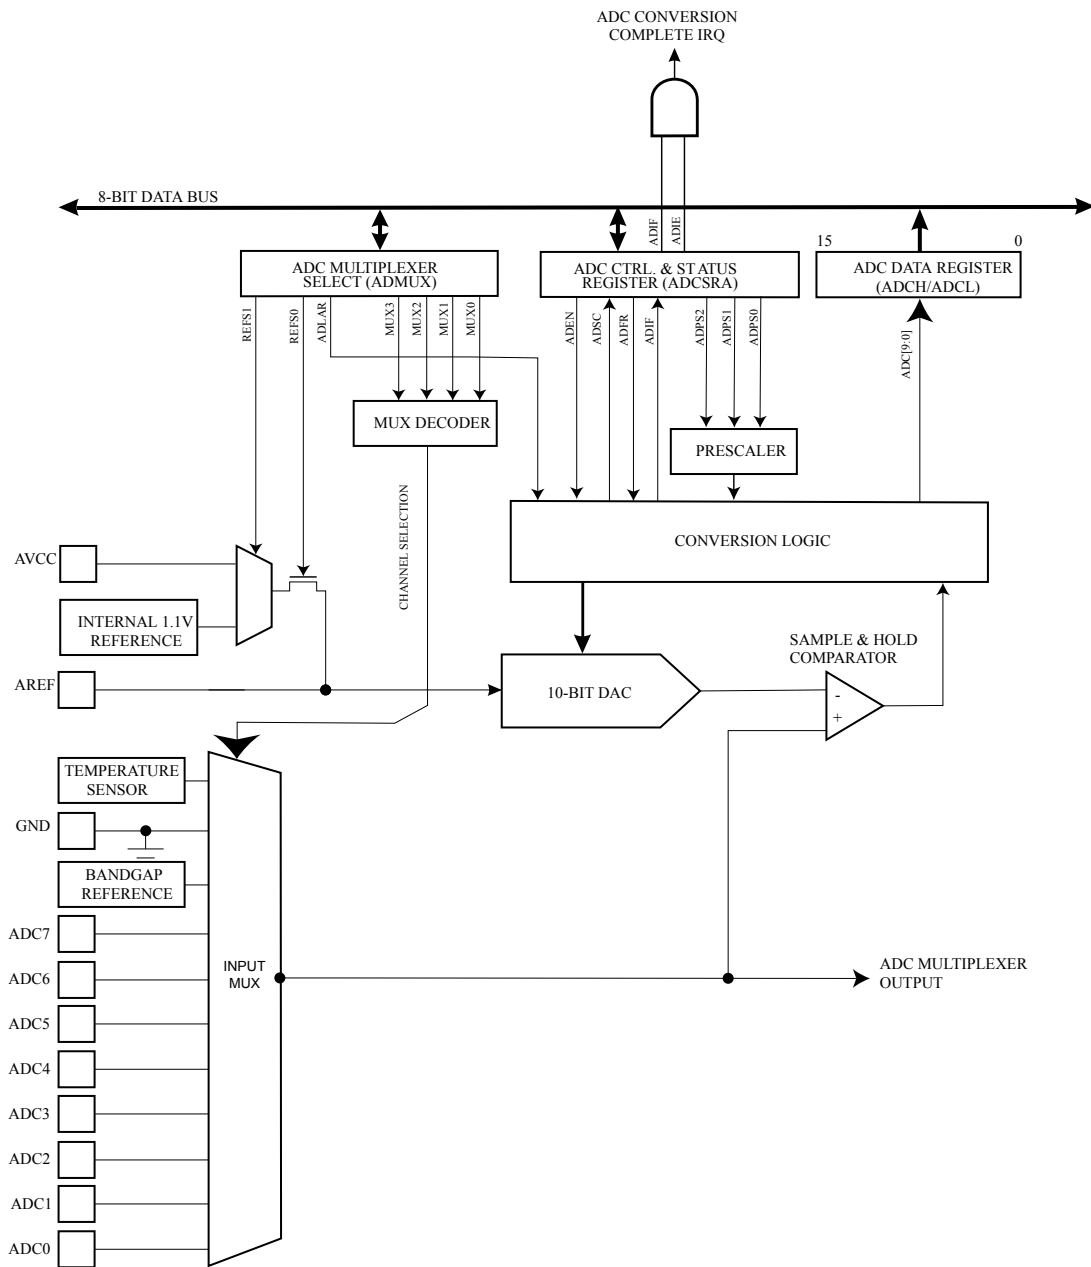 ADC CONVERSION
COMPLETE IRQ
8-BIT DATA BUS
ADIF
ADIE
15
0
ADC MULTIPLEXER
SELECT (ADMUX)
ADC CTRL. & STATUS
REGISTER (ADCSRA)
ADC DATA REGISTER
(ADCH/ADCL)
REFS1
REFS0
ADLAR
MUX3
MUX2
MUX1
MUX0
ADEN
ADSC
ADFR
ADIF
ADPS2
ADPS1
ADPS0
ADC[9:0]
MUX DECODER
PRESCALER
CHANNEL SELECTION
CONVERSION LOGIC
AVCC
INTERNAL 1.1V
REFERENCE
SAMPLE & HOLD
COMPARATOR
AREF
10-BIT DAC
-
+
TEMPERATURE
SENSOR
GND
BANDGAP
REFERENCE
ADC7
ADC6
INPUT
MUX
ADC MULTIPLEXER
OUTPUT
ADC5
ADC4
ADC3
ADC2
ADC1
ADC0